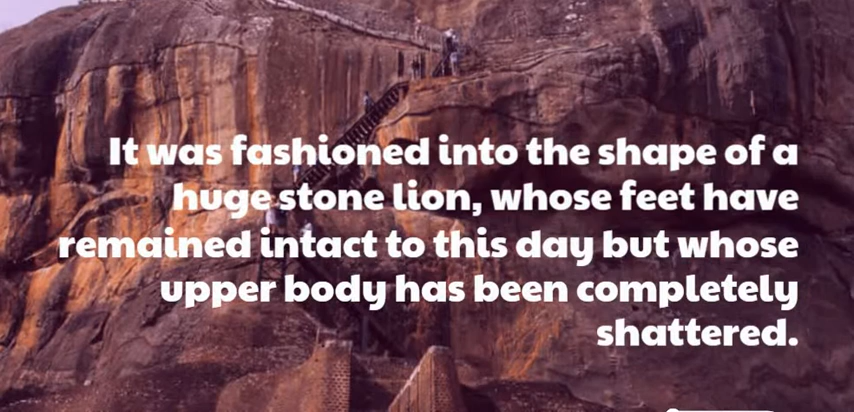 It was fashioned into the shape of a
huge stone lion, whose feet have
remained intact to this day but whose
upper body has been completely
shattered.